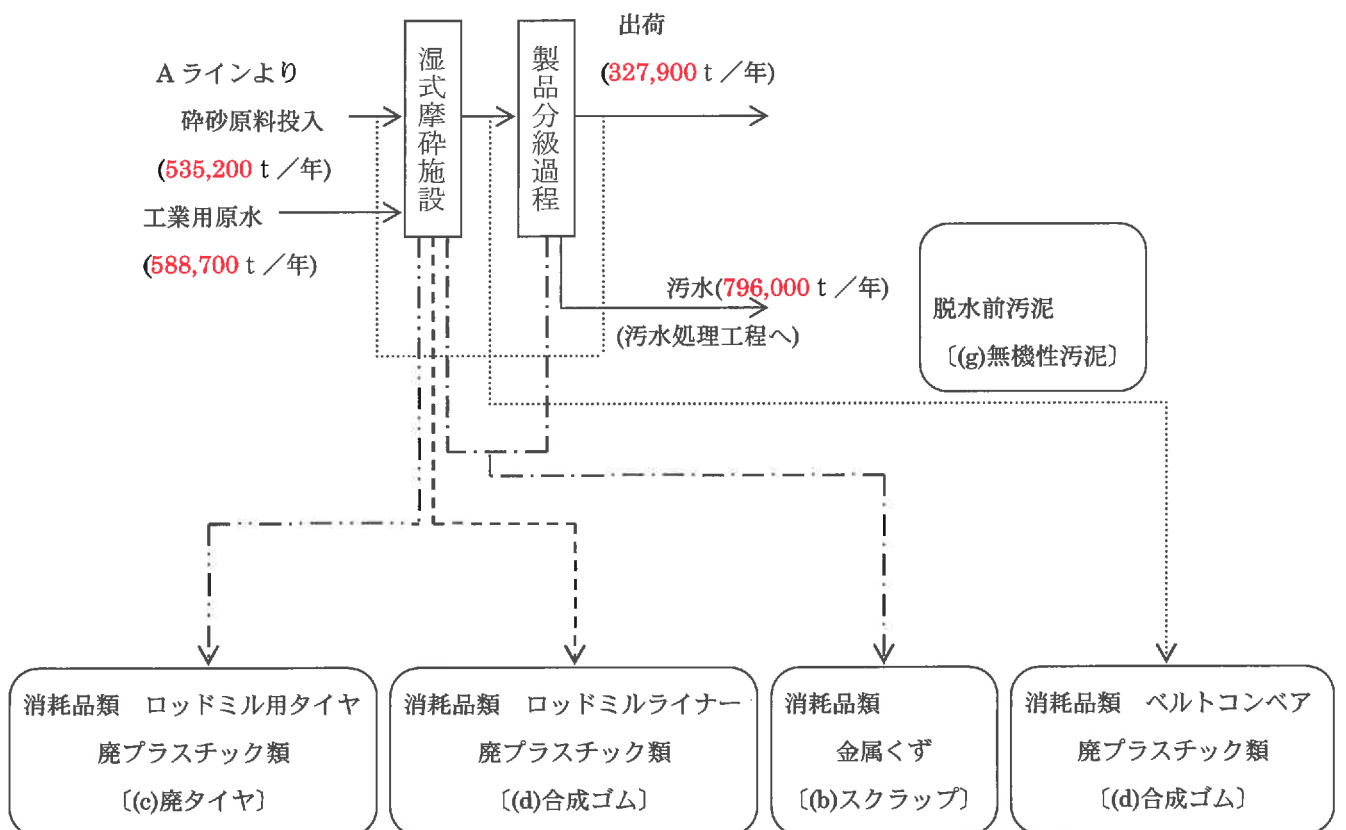 出荷
(327,900 t ／年)
A ラインより
砕砂原料投入
(535,200 t ／年)
工業用原水
(588,700 t ／年)
湿式摩砕施設
製品分級過程
汚水(796,000 t ／年)
(汚水処理工程へ)
脱水前汚泥
〔(g)無機性汚泥〕
消耗品類　ロッドミル用タイヤ
廃プラスチック類
〔(c)廃タイヤ〕
消耗品類　ロッドミルライナー
廃プラスチック類
〔(d)合成ゴム〕
消耗品類
金属くず
〔(b)スクラップ〕
消耗品類　ベルトコンベア
廃プラスチック類
〔(d)合成ゴム〕